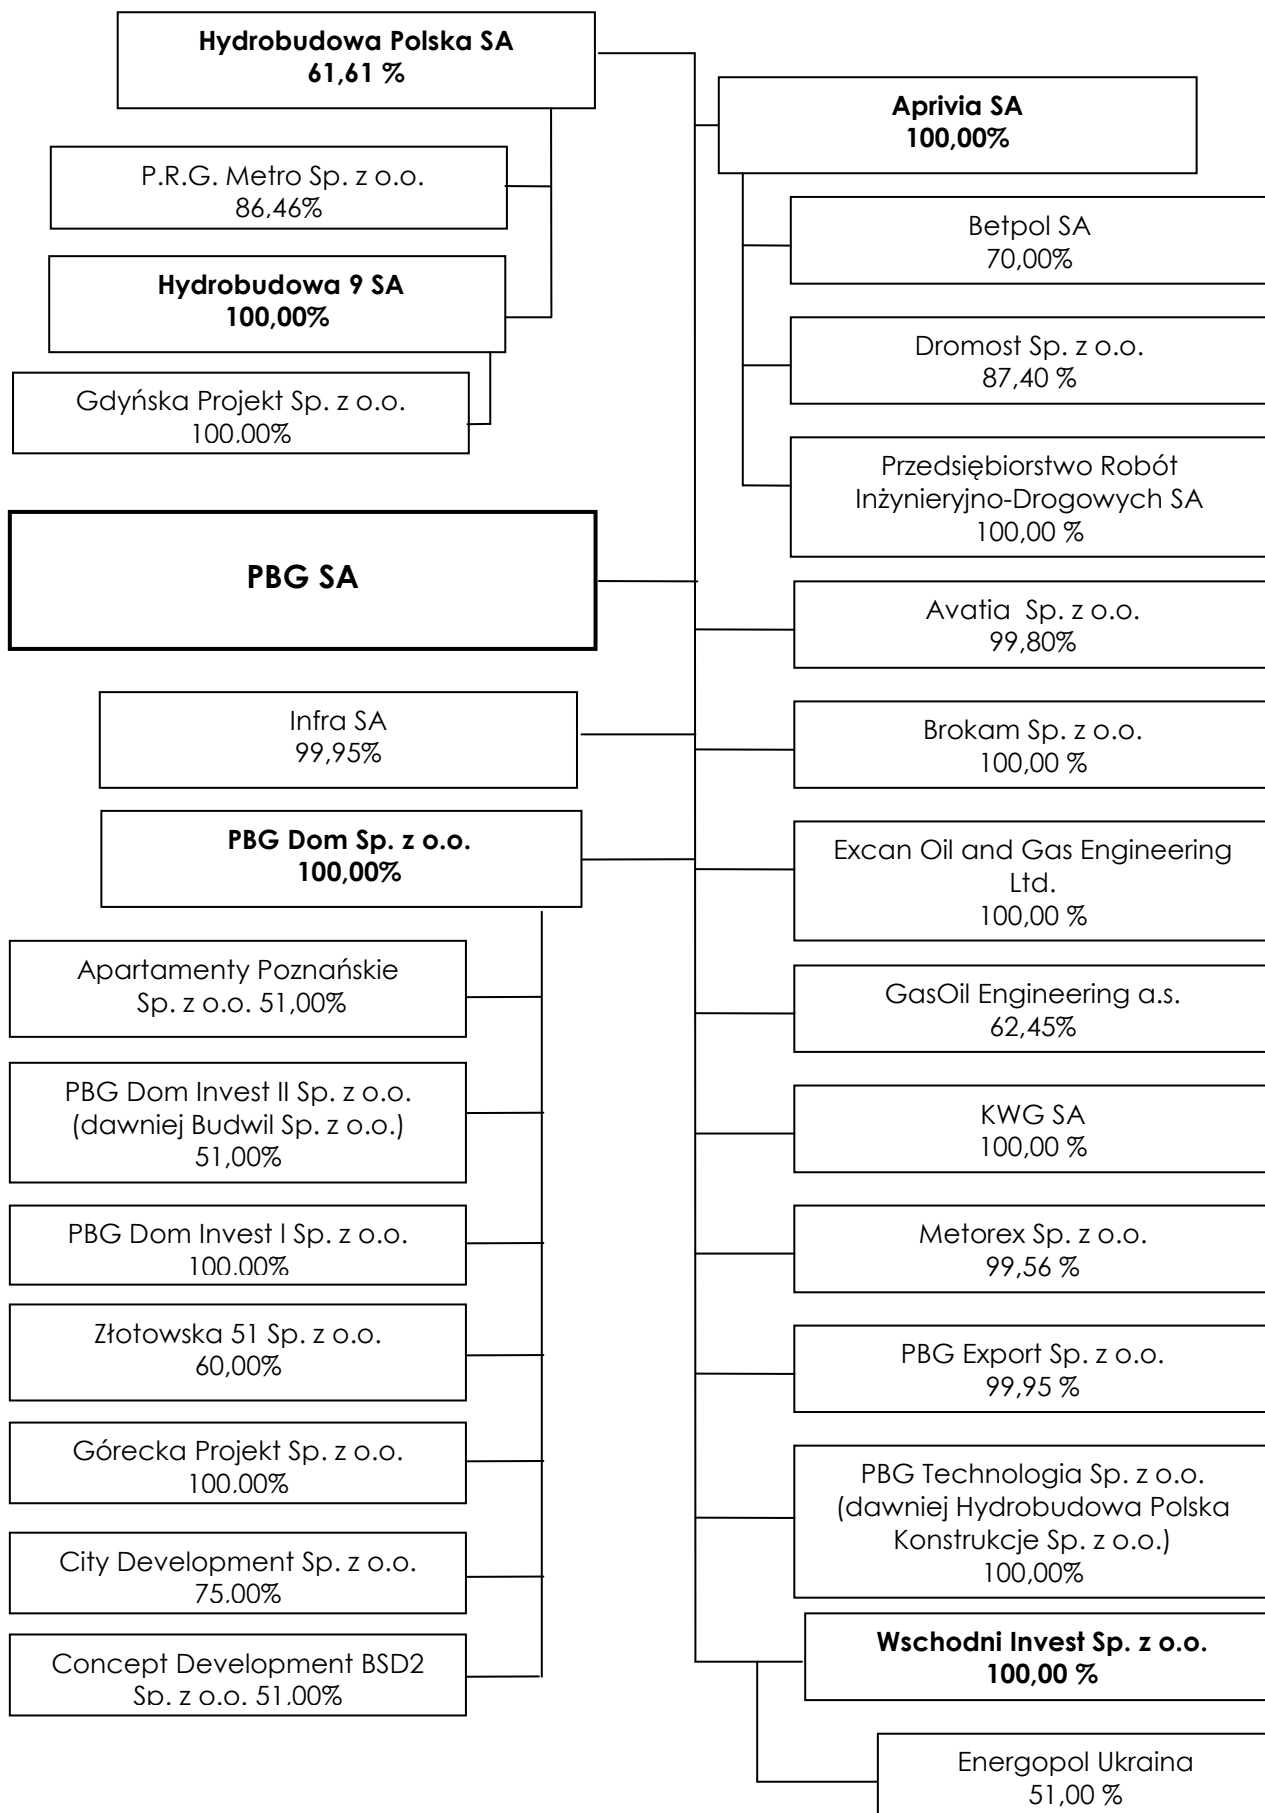 Hydrobudowa Polska SA
61,61 %
P.R.G. Metro Sp. z o.o.
86,46%
Hydrobudowa 9 SA
100,00%
Gdyńska Projekt Sp. z o.o.
100,00%
PBG SA
Infra SA
99,95%
PBG Dom Sp. z o.o.
100,00%
Apartamenty Poznańskie
Sp. z o.o. 51,00%
PBG Dom Invest II Sp. z o.o.
(dawniej Budwil Sp. z o.o.)
51,00%
PBG Dom Invest I Sp. z o.o.
100,00%
Złotowska 51 Sp. z o.o.
60,00%
Górecka Projekt Sp. z o.o.
100,00%
City Development Sp. z o.o.
75,00%
Concept Development BSD2
Sp. z o.o. 51,00%
Aprivia SA
100,00%
Betpol SA
70,00%
Dromost Sp. z o.o.
87,40 %
Przedsiębiorstwo Robót
Inżynieryjno-Drogowych SA
100,00 %
Avatia Sp. z o.o.
99,80%
Brokam Sp. z o.o.
100,00 %
Excan Oil and Gas Engineering
Ltd.
100,00 %
GasOil Engineering a.s.
62,45%
KWG SA
100,00 %
Metorex Sp. z o.o.
99,56 %
PBG Export Sp. z o.o.
99,95 %
PBG Technologia Sp. z o.o.
(dawniej Hydrobudowa Polska
Konstrukcje Sp. z o.o.)
100,00%
Wschodni Invest Sp. z o.o.
100,00 %
Energopol Ukraina
51,00 %